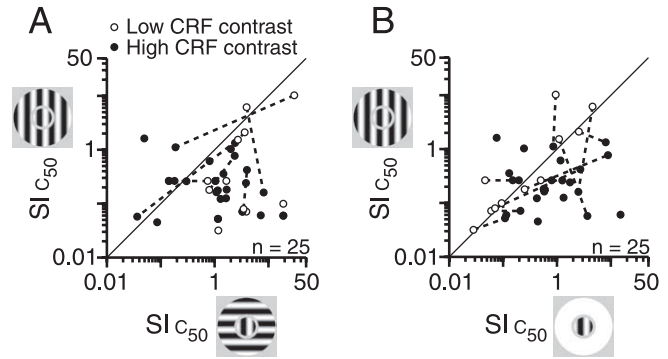 A
○ Low CRF contrast
● High CRF contrast
50
1
0.01
SI C50
n = 25
0.01
1
50
SI C50
B
50
1
0.01
SI C50
n = 25
0.01
1
50
SI C50